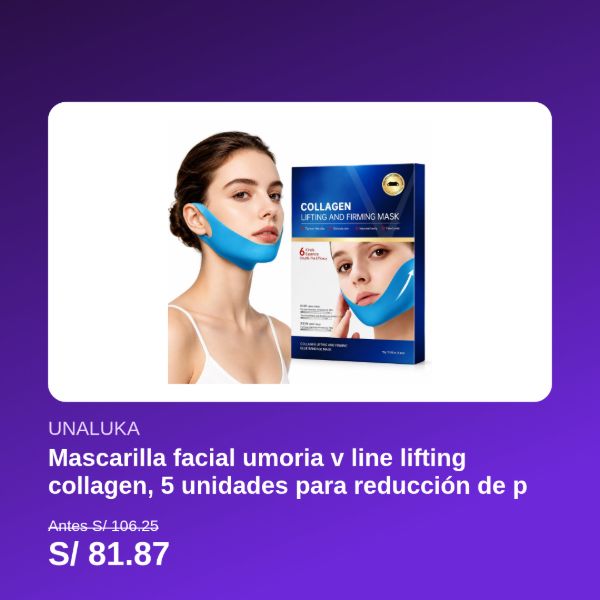 COLLAGEN
LIFTING AND FIRMING MASK
UNALUKA
Mascarilla facial umoria v line lifting
collagen, 5 unidades para reducción de p
Antes S/ 106.25
S/ 81.87